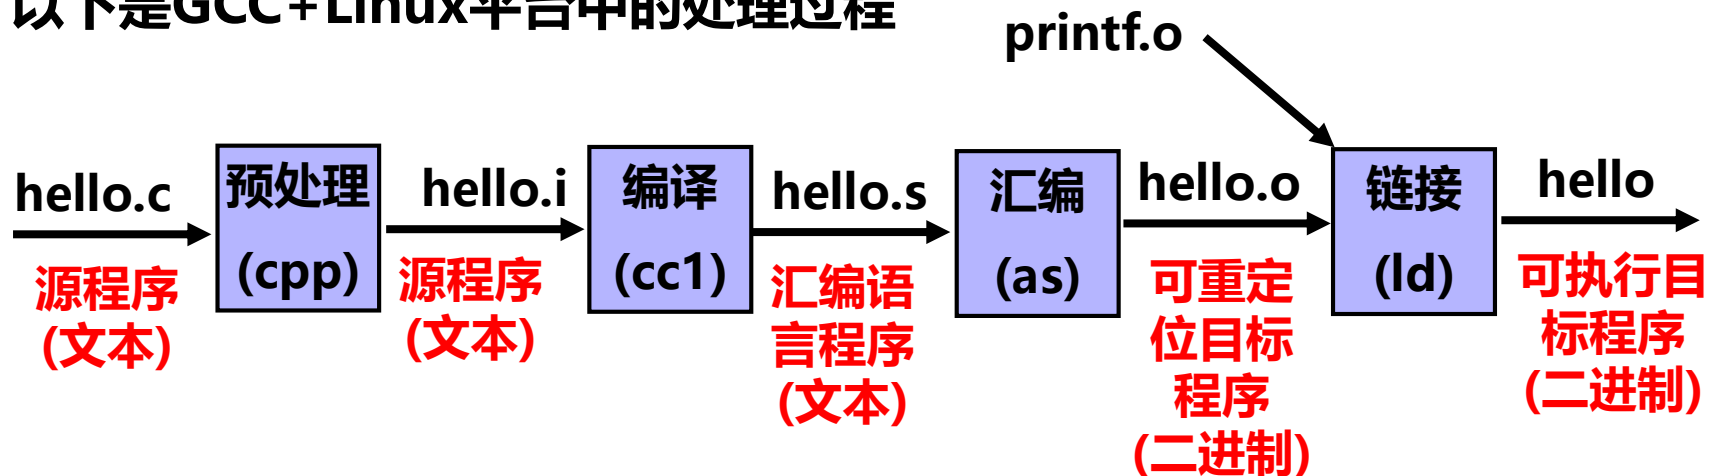 以下是GCC+Linux平台中的处理过程
printf.o
hello.c
预处理
(cpp)
hello.i
编译
(cc1)
hello.s
汇编
(as)
hello.o
链接
(ld)
hello
源程序
(文本)
源程序
(文本)
汇编语
言程序
(文本)
可重定
位目标
程序
(二进制)
可执行目
标程序
(二进制)